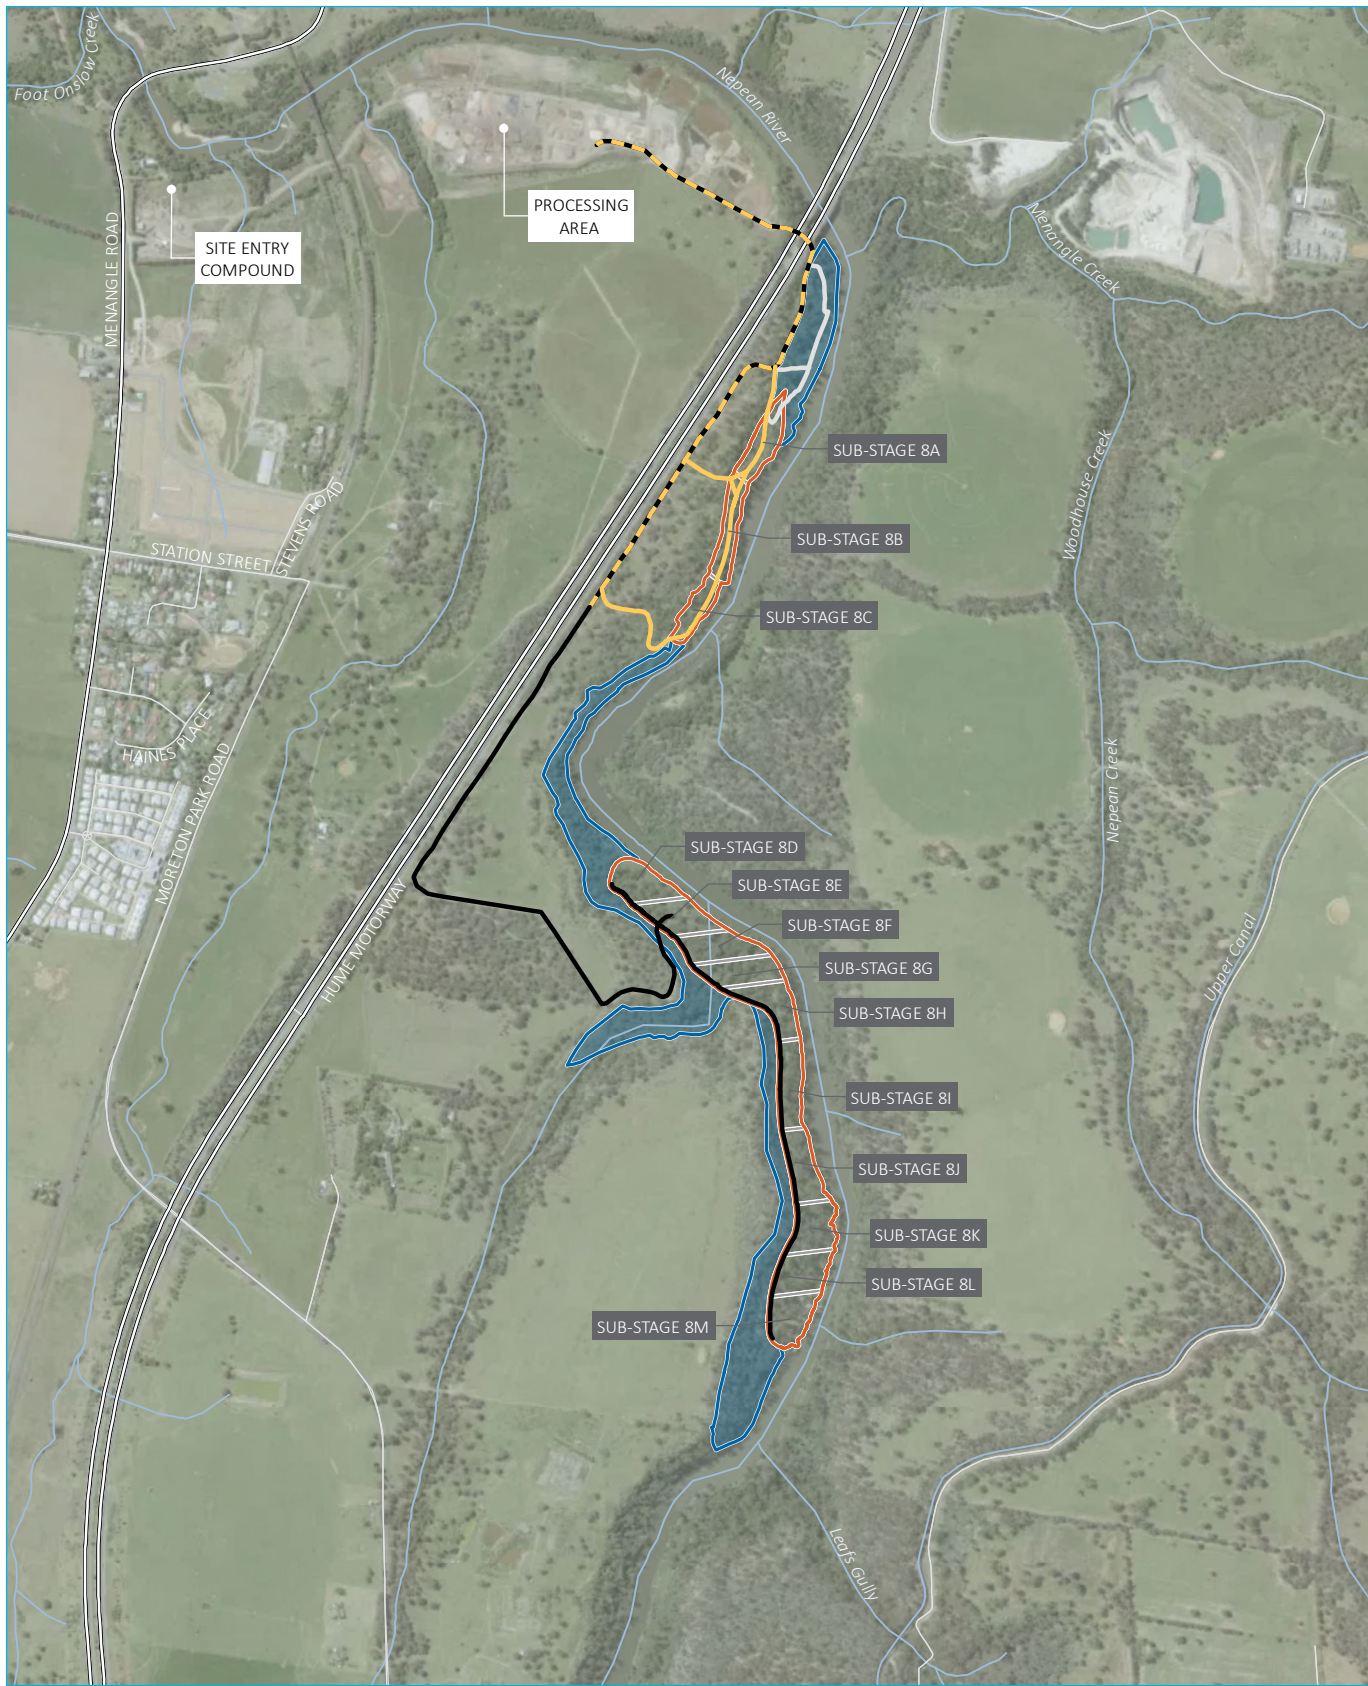 Foot Onslow Creek
Nepean River
PROCESSING
AREA
SITE ENTRY
COMPOUND
MENANGLE ROAD
Menangle Creek
SUB-STAGE 8A
Woodhouse Creek
STEVENS ROAD
SUB-STAGE 8B
STATION STREET
SUB-STAGE 8C
HAINES PLACE
MORETON PARK ROAD
Nepean Creek
SUB-STAGE 8D
SUB-STAGE 8E
SUB-STAGE 8F
HUME MOTORWAY
SUB-STAGE 8G
Upper Canal
SUB-STAGE 8H
SUB-STAGE 8I
SUB-STAGE 8J
SUB-STAGE 8K
SUB-STAGE 8L
SUB-STAGE 8M
Leafs Gully